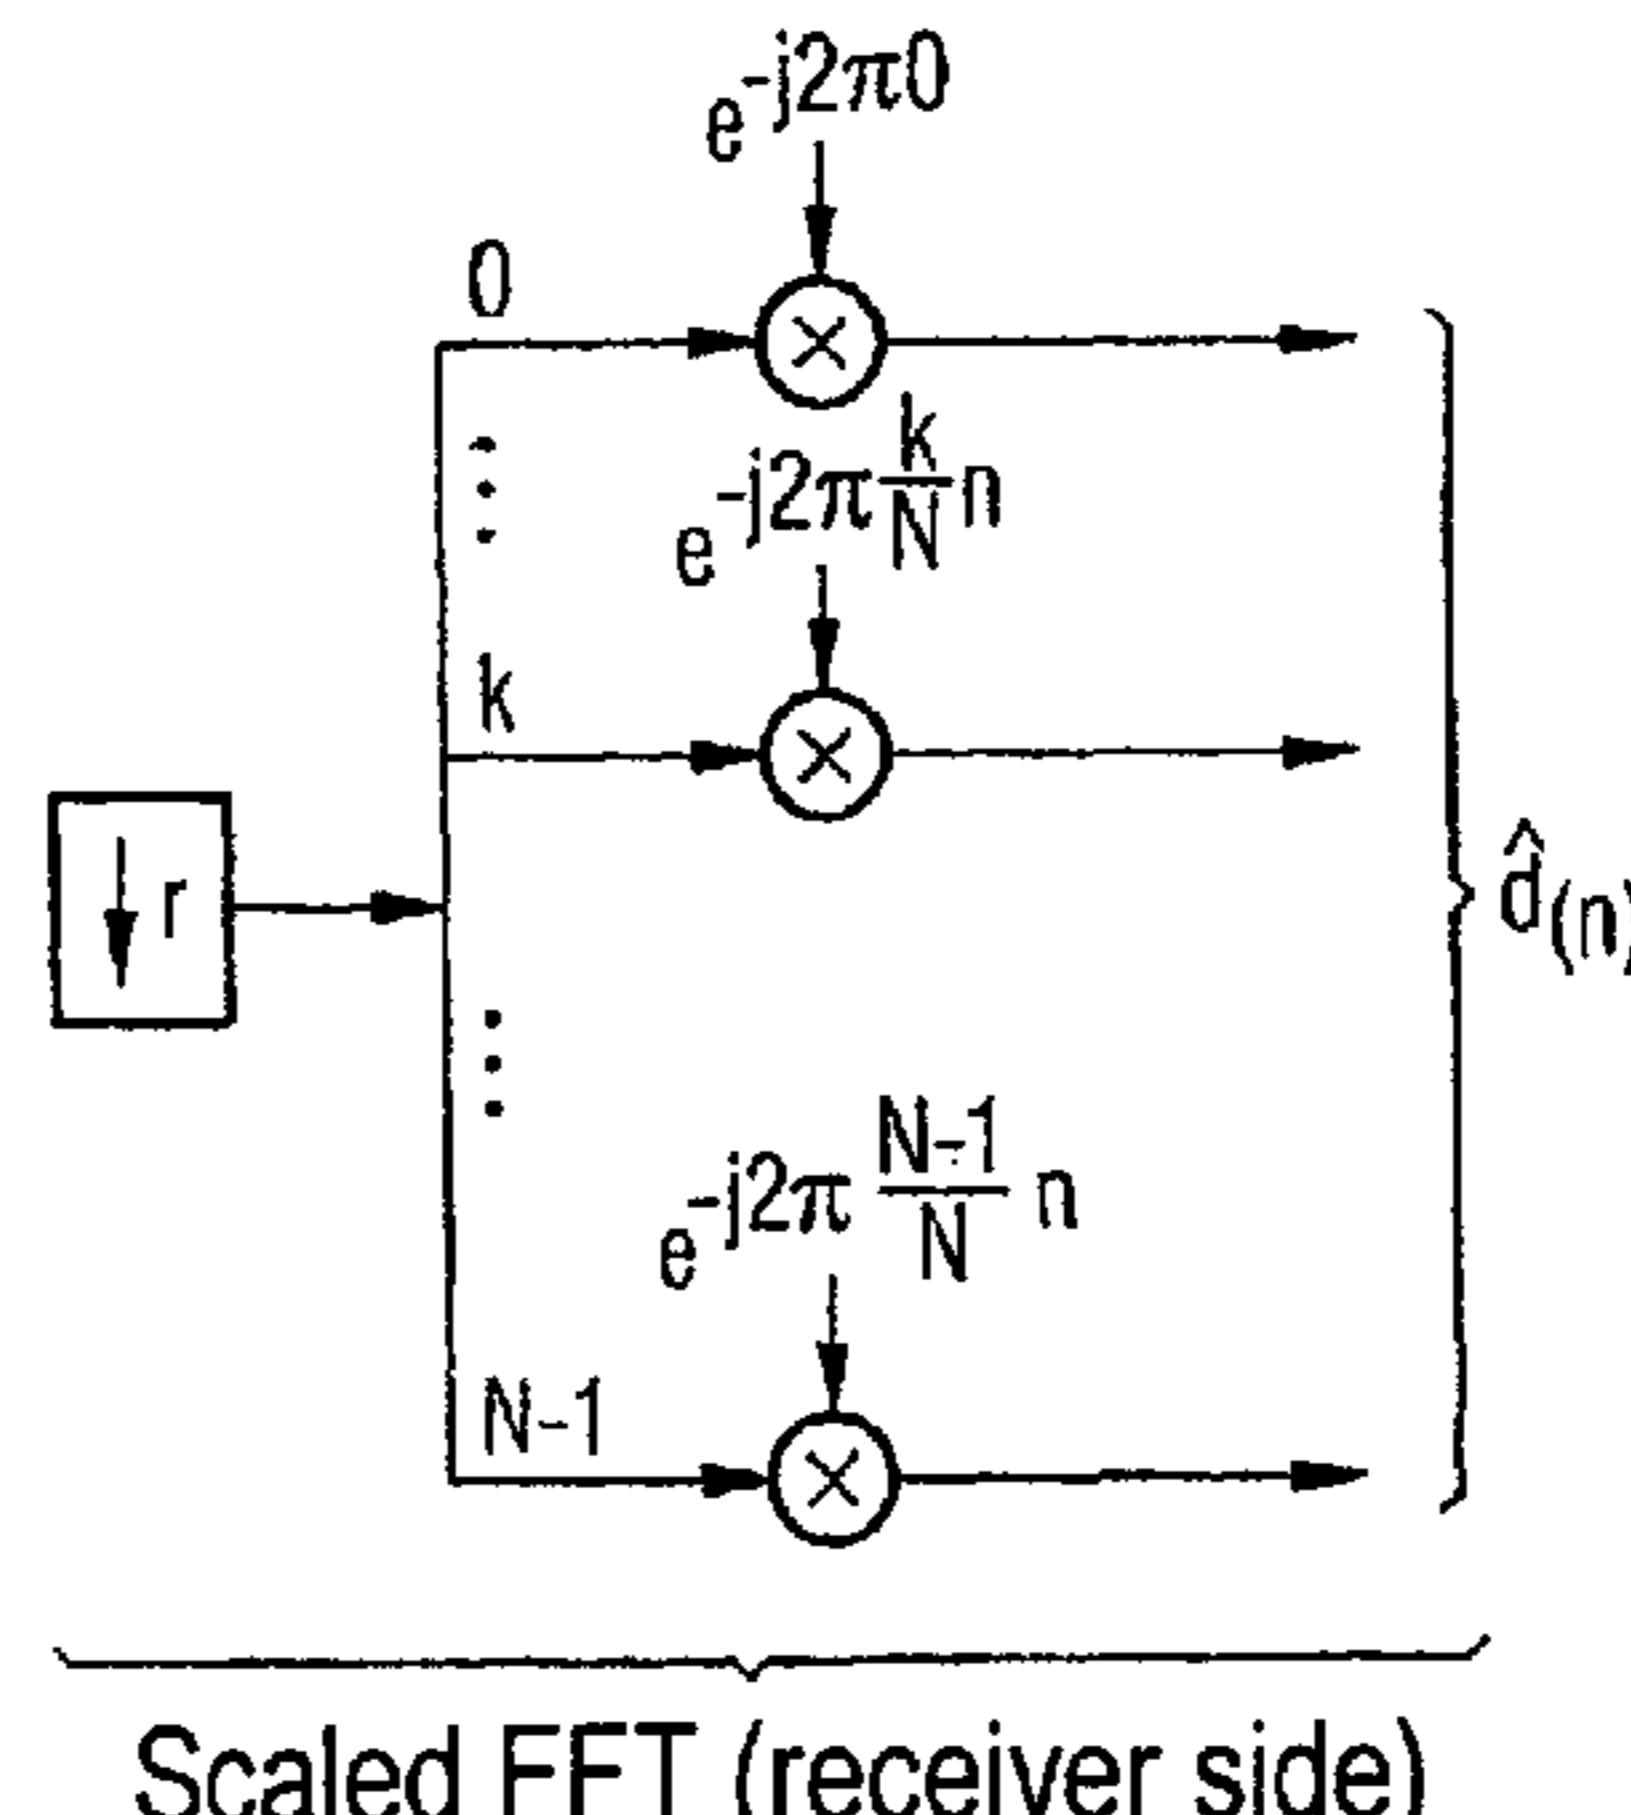 e^-j2π0
0
e^-j2π k/N n
k
↓ r
d̂(n)
e^-j2π N-1/N n
N-1
Scaled FFT (receiver side)